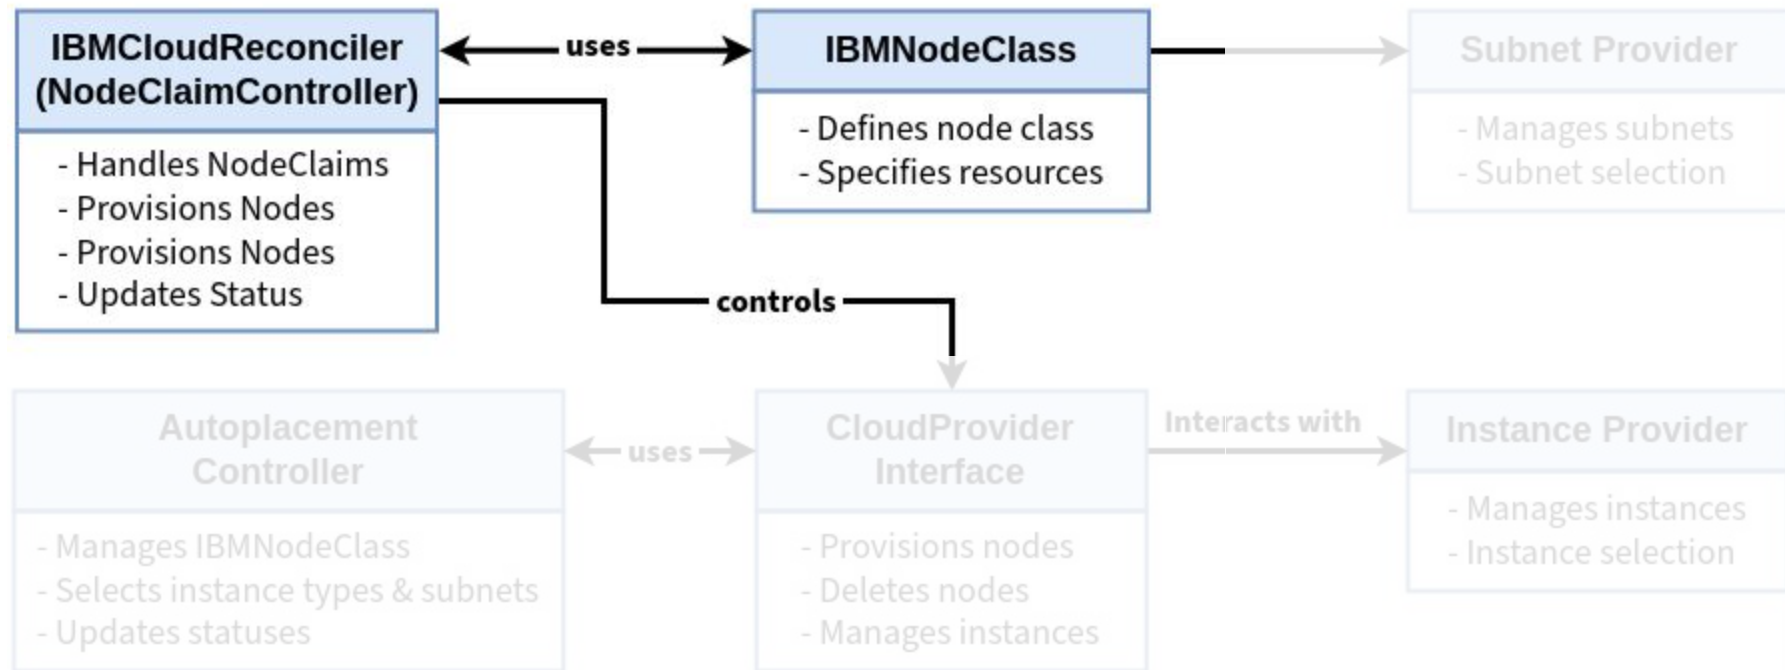 IBMCloudReconciler
(NodeClaimController)
- Handles NodeClaims
- Provisions Nodes
- Provisions Nodes
- Updates Status
uses
IBMNodeClass
- Defines node class
- Specifies resources
Subnet Provider
- Manages subnets
- Subnet selection
controls
Autoplacement
Controller
- Manages IBMNodeClass
- Selects instance types & subnets
- Updates statuses
uses
CloudProvider
Interface
- Provisions nodes
- Deletes nodes
- Manages instances
Interacts with
Instance Provider
- Manages instances
- Instance selection